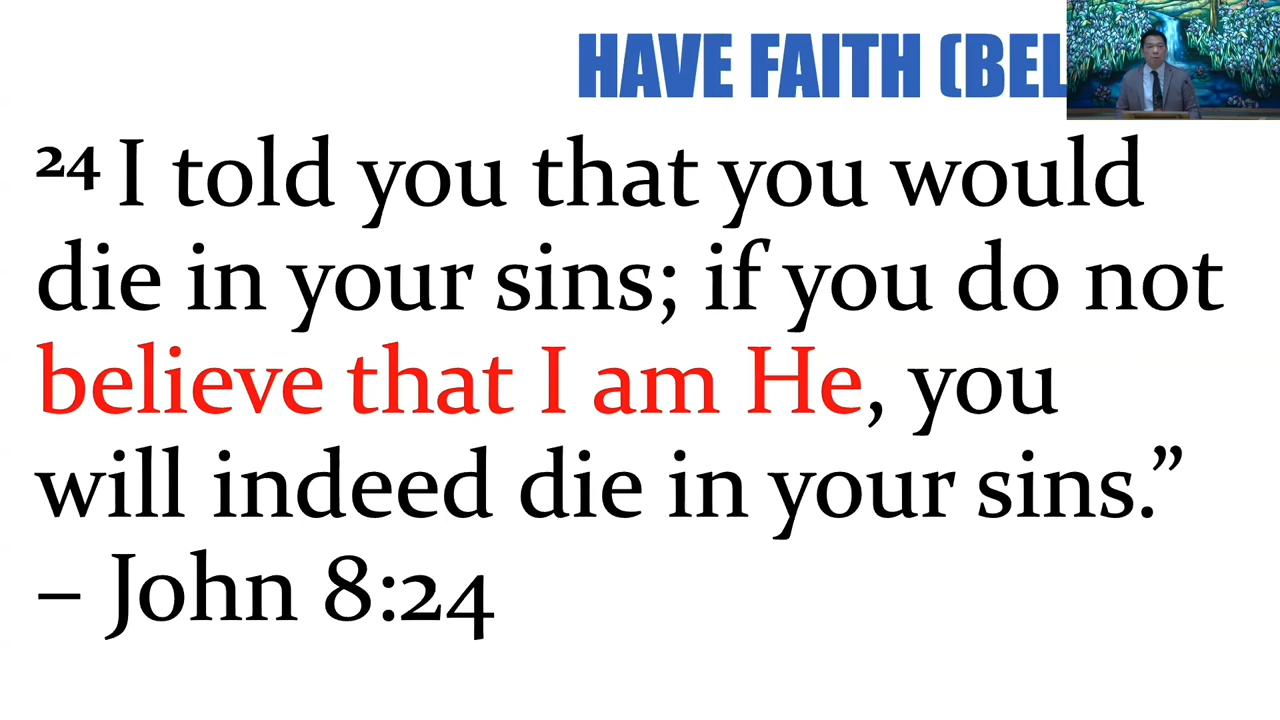 HAVE FAITH (BEL
24 I told you that you would
die in your sins; if you do not
believe that I am He, you
will indeed die in your sins.”
– John 8:24